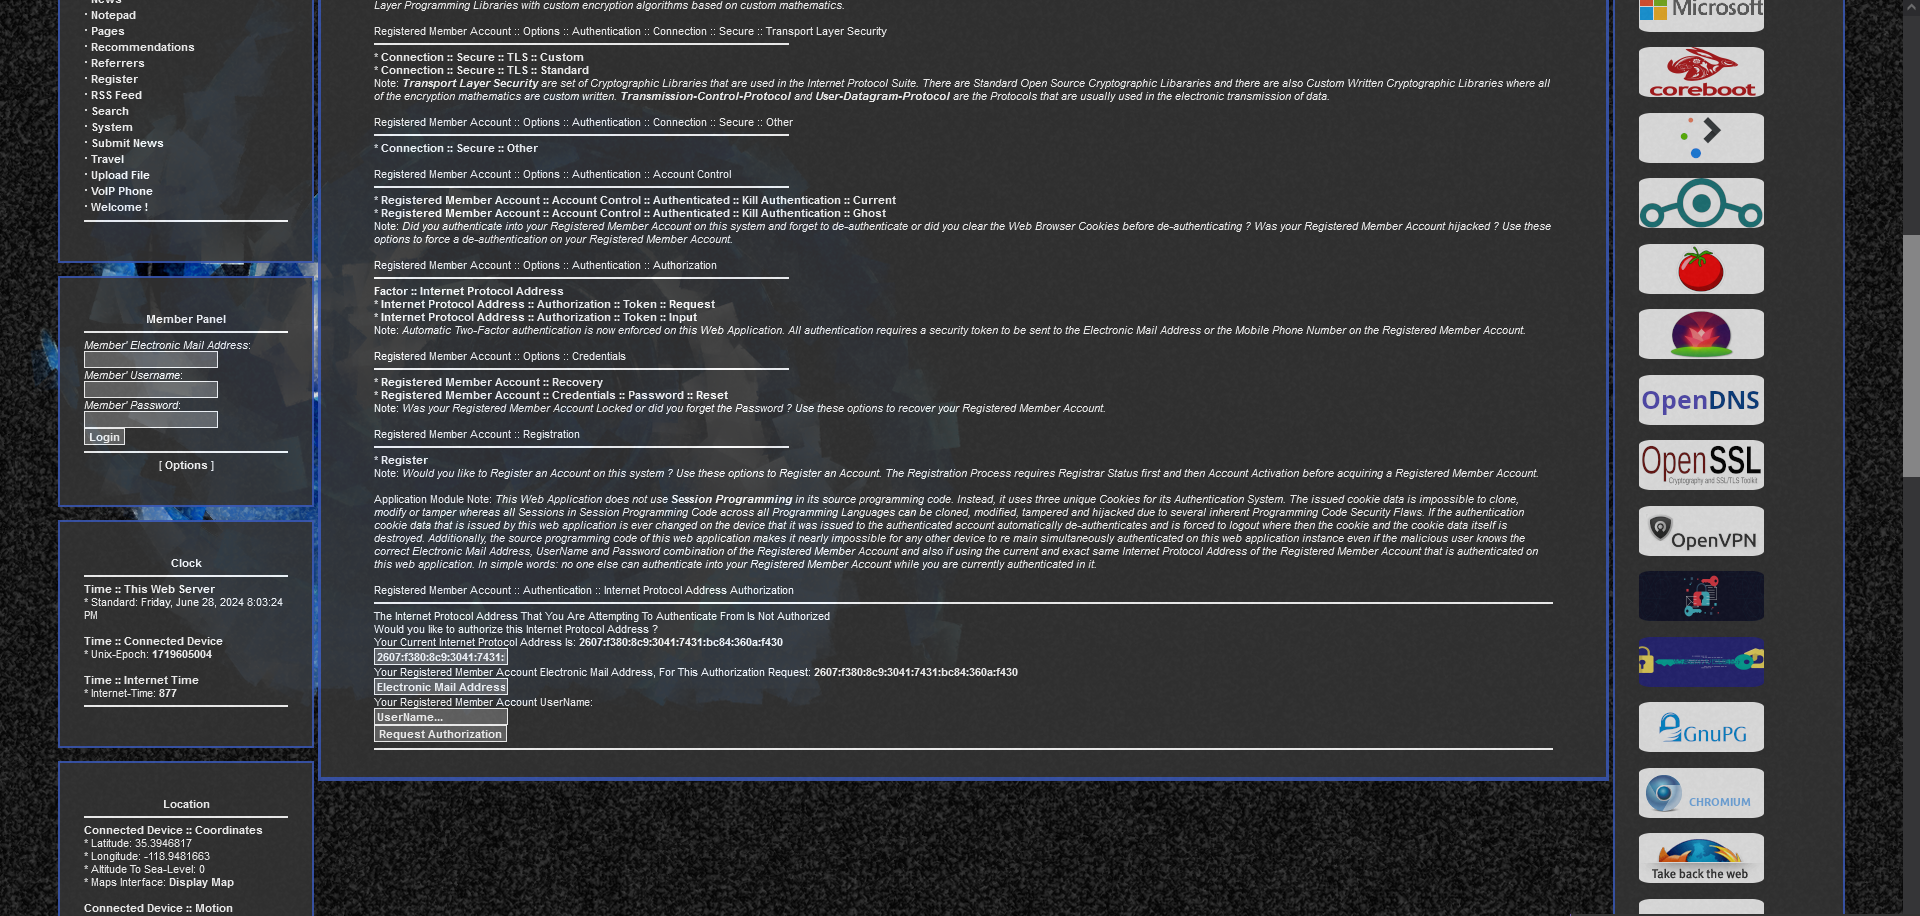 News
· Notepad
· Pages
· Recommendations
· Referrers
· Register
· RSS Feed
· Search
· System
· Submit News
· Travel
· Upload File
· VoIP Phone
· Welcome !
Member Panel
Member' Electronic Mail Address:
Member' Username:
Member' Password:
Login
[ Options ]
Clock
Time :: This Web Server
* Standard: Friday, June 28, 2024 8:03:24
PM
Time :: Connected Device
* Unix-Epoch: 1719605004
Time :: Internet Time
* Internet-Time: 877
Location
Connected Device :: Coordinates
* Latitude: 35.3946817
* Longitude: -118.9481663
* Altitude To Sea-Level: 0
* Maps Interface: Display Map
Connected Device :: Motion
Layer Programming Libraries with custom encryption algorithms based on custom mathematics.
Registered Member Account :: Options :: Authentication :: Connection :: Secure :: Transport Layer Security
* Connection :: Secure :: TLS :: Custom
* Connection :: Secure :: TLS :: Standard
Note: Transport Layer Security are set of Cryptographic Libraries that are used in the Internet Protocol Suite. There are Standard Open Source Cryptographic Libararies and there are also Custom Written Cryptographic Libraries where all
of the encryption mathematics are custom written. Transmission-Control-Protocol and User-Datagram-Protocol are the Protocols that are usually used in the electronic transmission of data.
Registered Member Account :: Options :: Authentication :: Connection :: Secure :: Other
* Connection :: Secure :: Other
Registered Member Account :: Options :: Authentication :: Account Control
* Registered Member Account :: Account Control :: Authenticated :: Kill Authentication :: Current
* Registered Member Account :: Account Control :: Authenticated :: Kill Authentication :: Ghost
Note: Did you authenticate into your Registered Member Account on this system and forget to de-authenticate or did you clear the Web Browser Cookies before de-authenticating ? Was your Registered Member Account hijacked ? Use these
options to force a de-authentication on your Registered Member Account.
Registered Member Account :: Options :: Authentication :: Authorization
Factor :: Internet Protocol Address
* Internet Protocol Address :: Authorization :: Token :: Request
* Internet Protocol Address :: Authorization :: Token :: Input
Note: Automatic Two-Factor authentication is now enforced on this Web Application. All authentication requires a security token to be sent to the Electronic Mail Address or the Mobile Phone Number on the Registered Member Account.
Registered Member Account :: Options :: Credentials
* Registered Member Account :: Recovery
* Registered Member Account :: Credentials :: Password :: Reset
Note: Was your Registered Member Account Locked or did you forget the Password ? Use these options to recover your Registered Member Account.
Registered Member Account :: Registration
* Register
Note: Would you like to Register an Account on this system ? Use these options to Register an Account. The Registration Process requires Registrar Status first and then Account Activation before acquiring a Registered Member Account.
Application Module Note: This Web Application does not use Session Programming in its source programming code. Instead, it uses three unique Cookies for its Authentication System. The issued cookie data is impossible to clone,
modify or tamper whereas all Sessions in Session Programming Code across all Programming Languages can be cloned, modified, tampered and hijacked due to several inherent Programming Code Security Flaws. If the authentication
cookie data that is issued by this web application is ever changed on the device that it was issued to the authenticated account automatically de-authenticates and is forced to logout where then the cookie and the cookie data itself is
destroyed. Additionally, the source programming code of this web application makes it nearly impossible for any other device to re main simultaneously authenticated on this web application instance even if the malicious user knows the
correct Electronic Mail Address, UserName and Password combination of the Registered Member Account and also if using the current and exact same Internet Protocol Address of the Registered Member Account that is authenticated on
this web application. In simple words: no one else can authenticate into your Registered Member Account while you are currently authenticated in it.
Registered Member Account :: Authentication :: Internet Protocol Address Authorization
The Internet Protocol Address That You Are Attempting To Authenticate From Is Not Authorized
Would you like to authorize this Internet Protocol Address ?
Your Current Internet Protocol Address Is: 2607:f380:8c9:3041:7431:bc84:360a:f430
2607:f380:8c9:3041:7431:
Your Registered Member Account Electronic Mail Address, For This Authorization Request: 2607:f380:8c9:3041:7431:bc84:360a:f430
Electronic Mail Address
Your Registered Member Account UserName:
UserName...
Request Authorization
Microsoft
coreboot
OpenDNS
OpenSSL
Cryptography and SSL/TLS Toolkit
OpenVPN
GnuPG
CHROMIUM
Take back the web